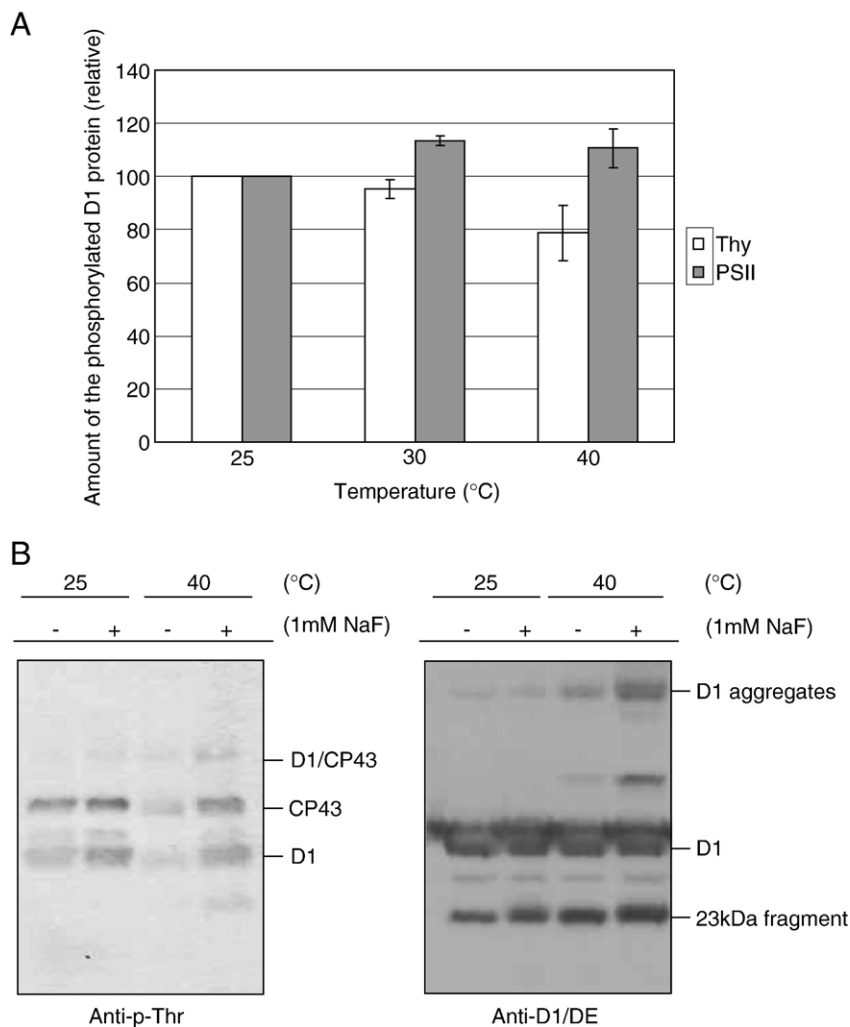 A
Amount of the phosphorylated D1 protein (relative)
140
120
100
80
60
40
20
0
25 30 40
Temperature (°C)
Thy
PSII
B
25 40 (°C)
- + - + (1mM NaF)
D1/CP43
CP43
D1
Anti-p-Thr
25 40 (°C)
- + - + (1mM NaF)
D1 aggregates
D1
23kDa fragment
Anti-D1/DE